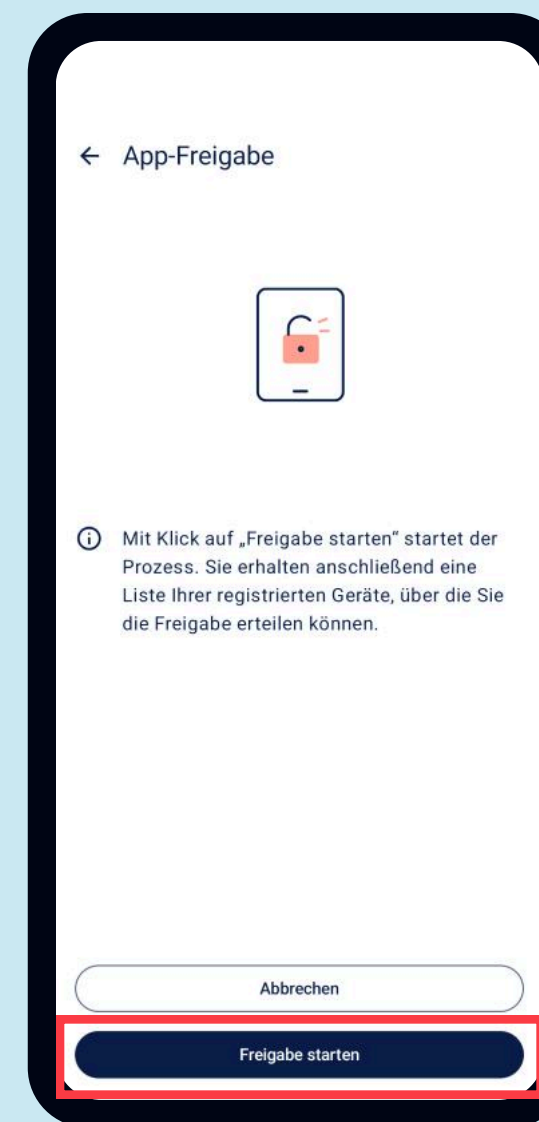 App-Freigabe
Mit Klick auf „Freigabe starten“ startet der
Prozess. Sie erhalten anschließend eine
Liste Ihrer registrierten Geräte, über die Sie
die Freigabe erteilen können.
Abbrechen
Freigabe starten